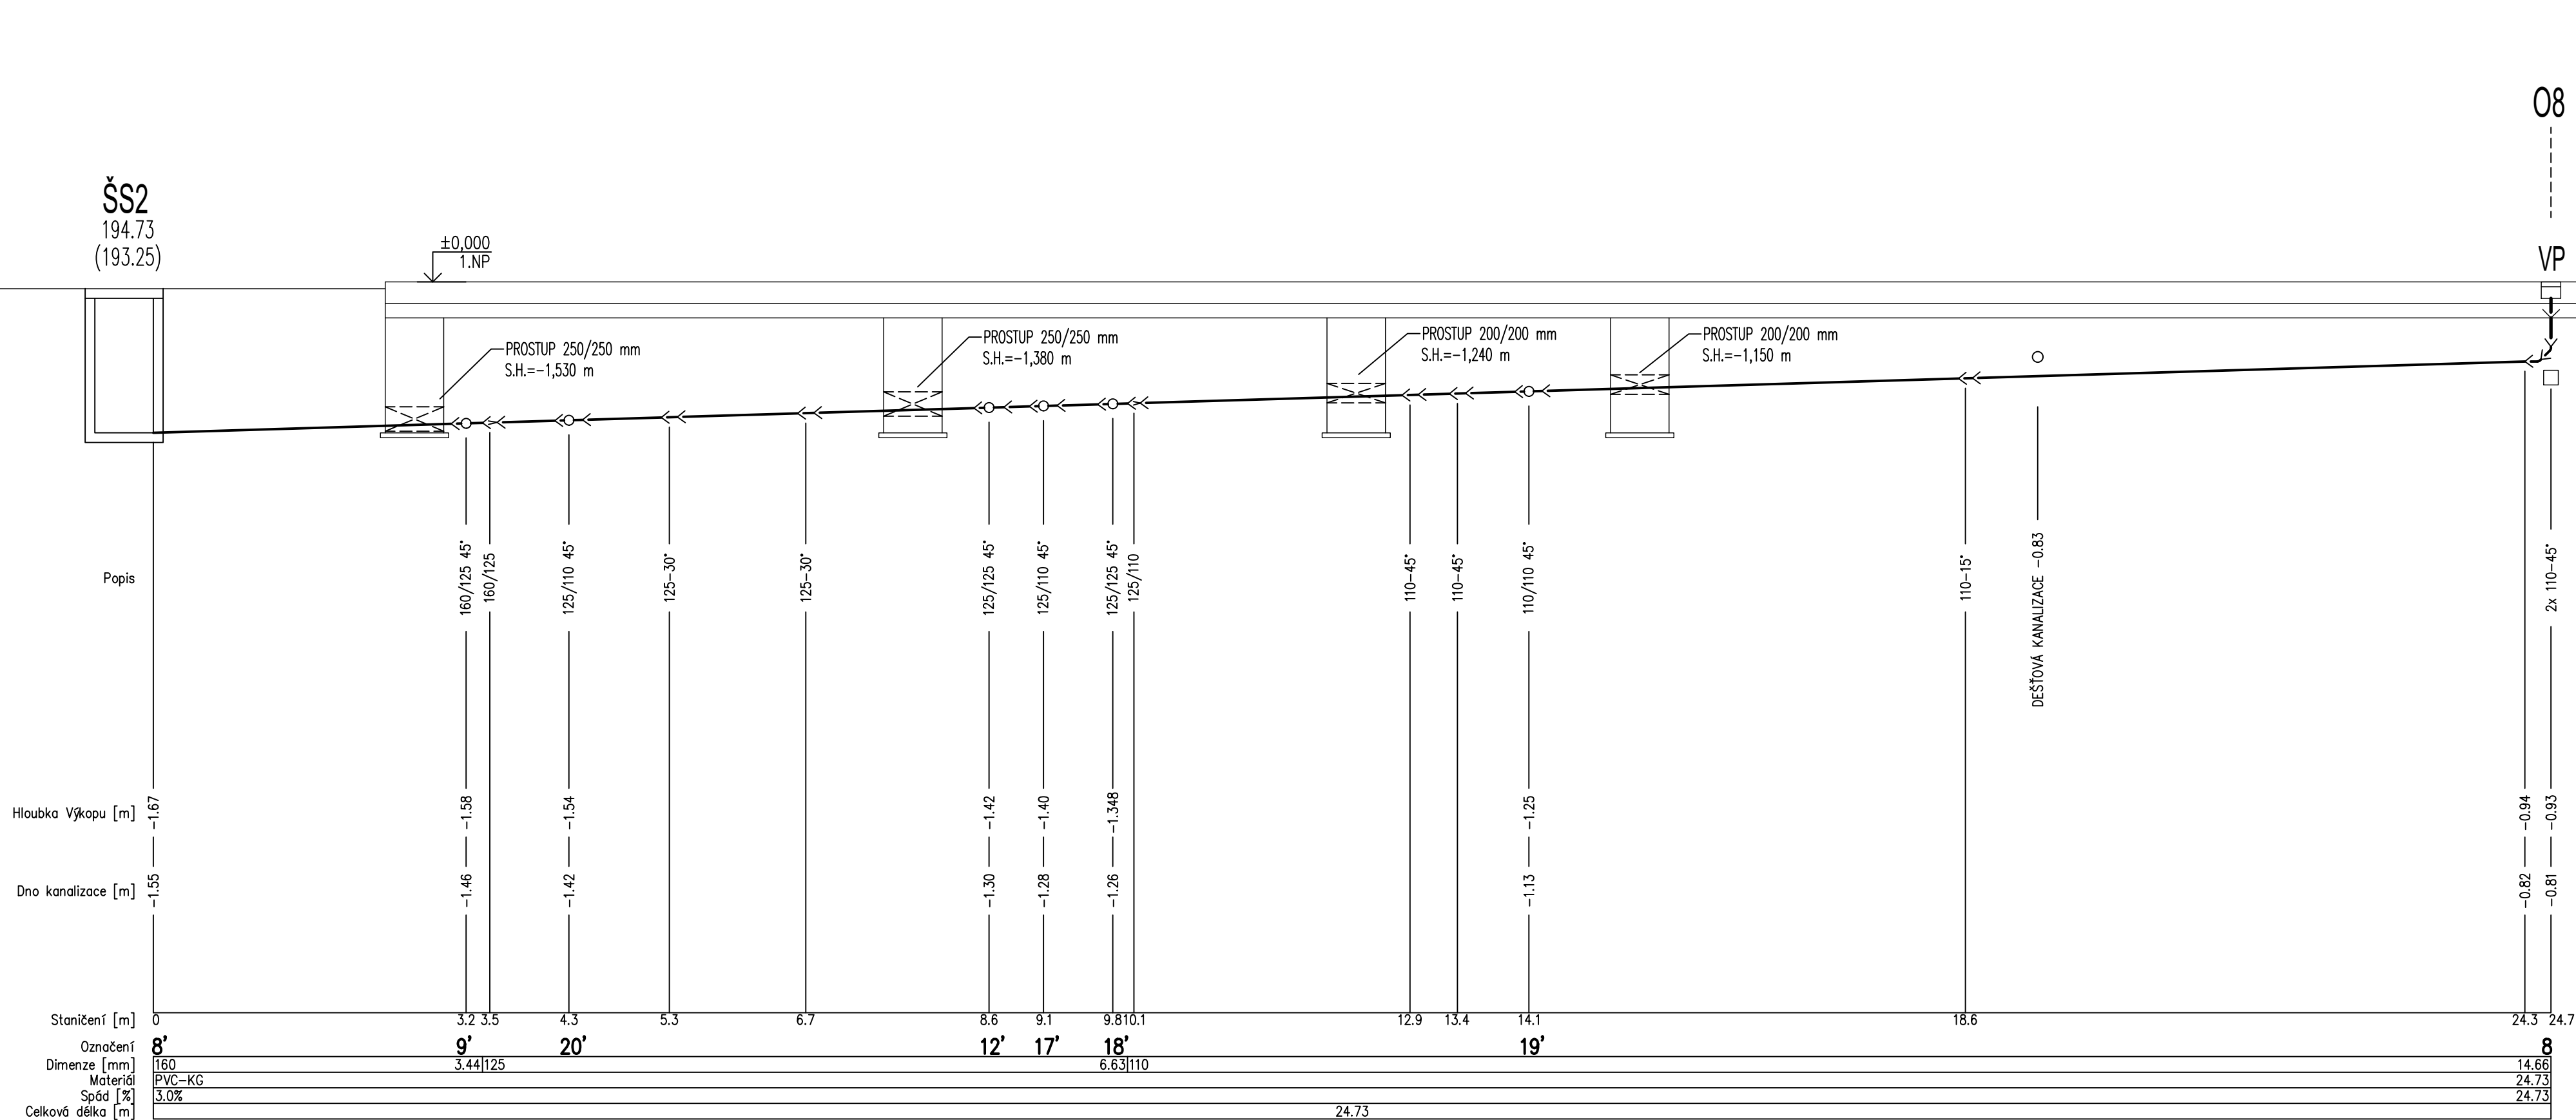 O8
ŠS2
194.73
(193.25)
±0,000
1.NP
VP
PROSTUP 250/250 mm
S.H.=-1,530 m
PROSTUP 250/250 mm
S.H.=-1,380 m
PROSTUP 200/200 mm
S.H.=-1,240 m
PROSTUP 200/200 mm
S.H.=-1,150 m
Popis
160/125 45°
160/125
125/110 45°
125-30°
125-30°
125/125 45°
125/110 45°
125/125 45°
125/110
110-45°
110-45°
110/110 45°
110-15°
DEŠŤOVÁ KANALIZACE -0.83
2x 110-45°
Hloubka Výkopu [m]
-1.67
-1.58
-1.54
-1.42
-1.40
-1.348
-1.25
-0.94
-0.93
Dno kanalizace [m]
-1.55
-1.46
-1.42
-1.30
-1.28
-1.26
-1.13
-0.82
-0.81
Staničení [m] 0 3.2 3.5 4.3 5.3 6.7 8.6 9.1 9.8 10.1 12.9 13.4 14.1 18.6 24.3 24.7
Označení 8' 9' 20' 12' 17' 18' 19' 8
Dimenze [mm] 160 3.44 125 6.63 110 14.66
Materiál PVC-KG 24.73
Spád [%] 3.0% 24.73
Celková délka [m] 24.73